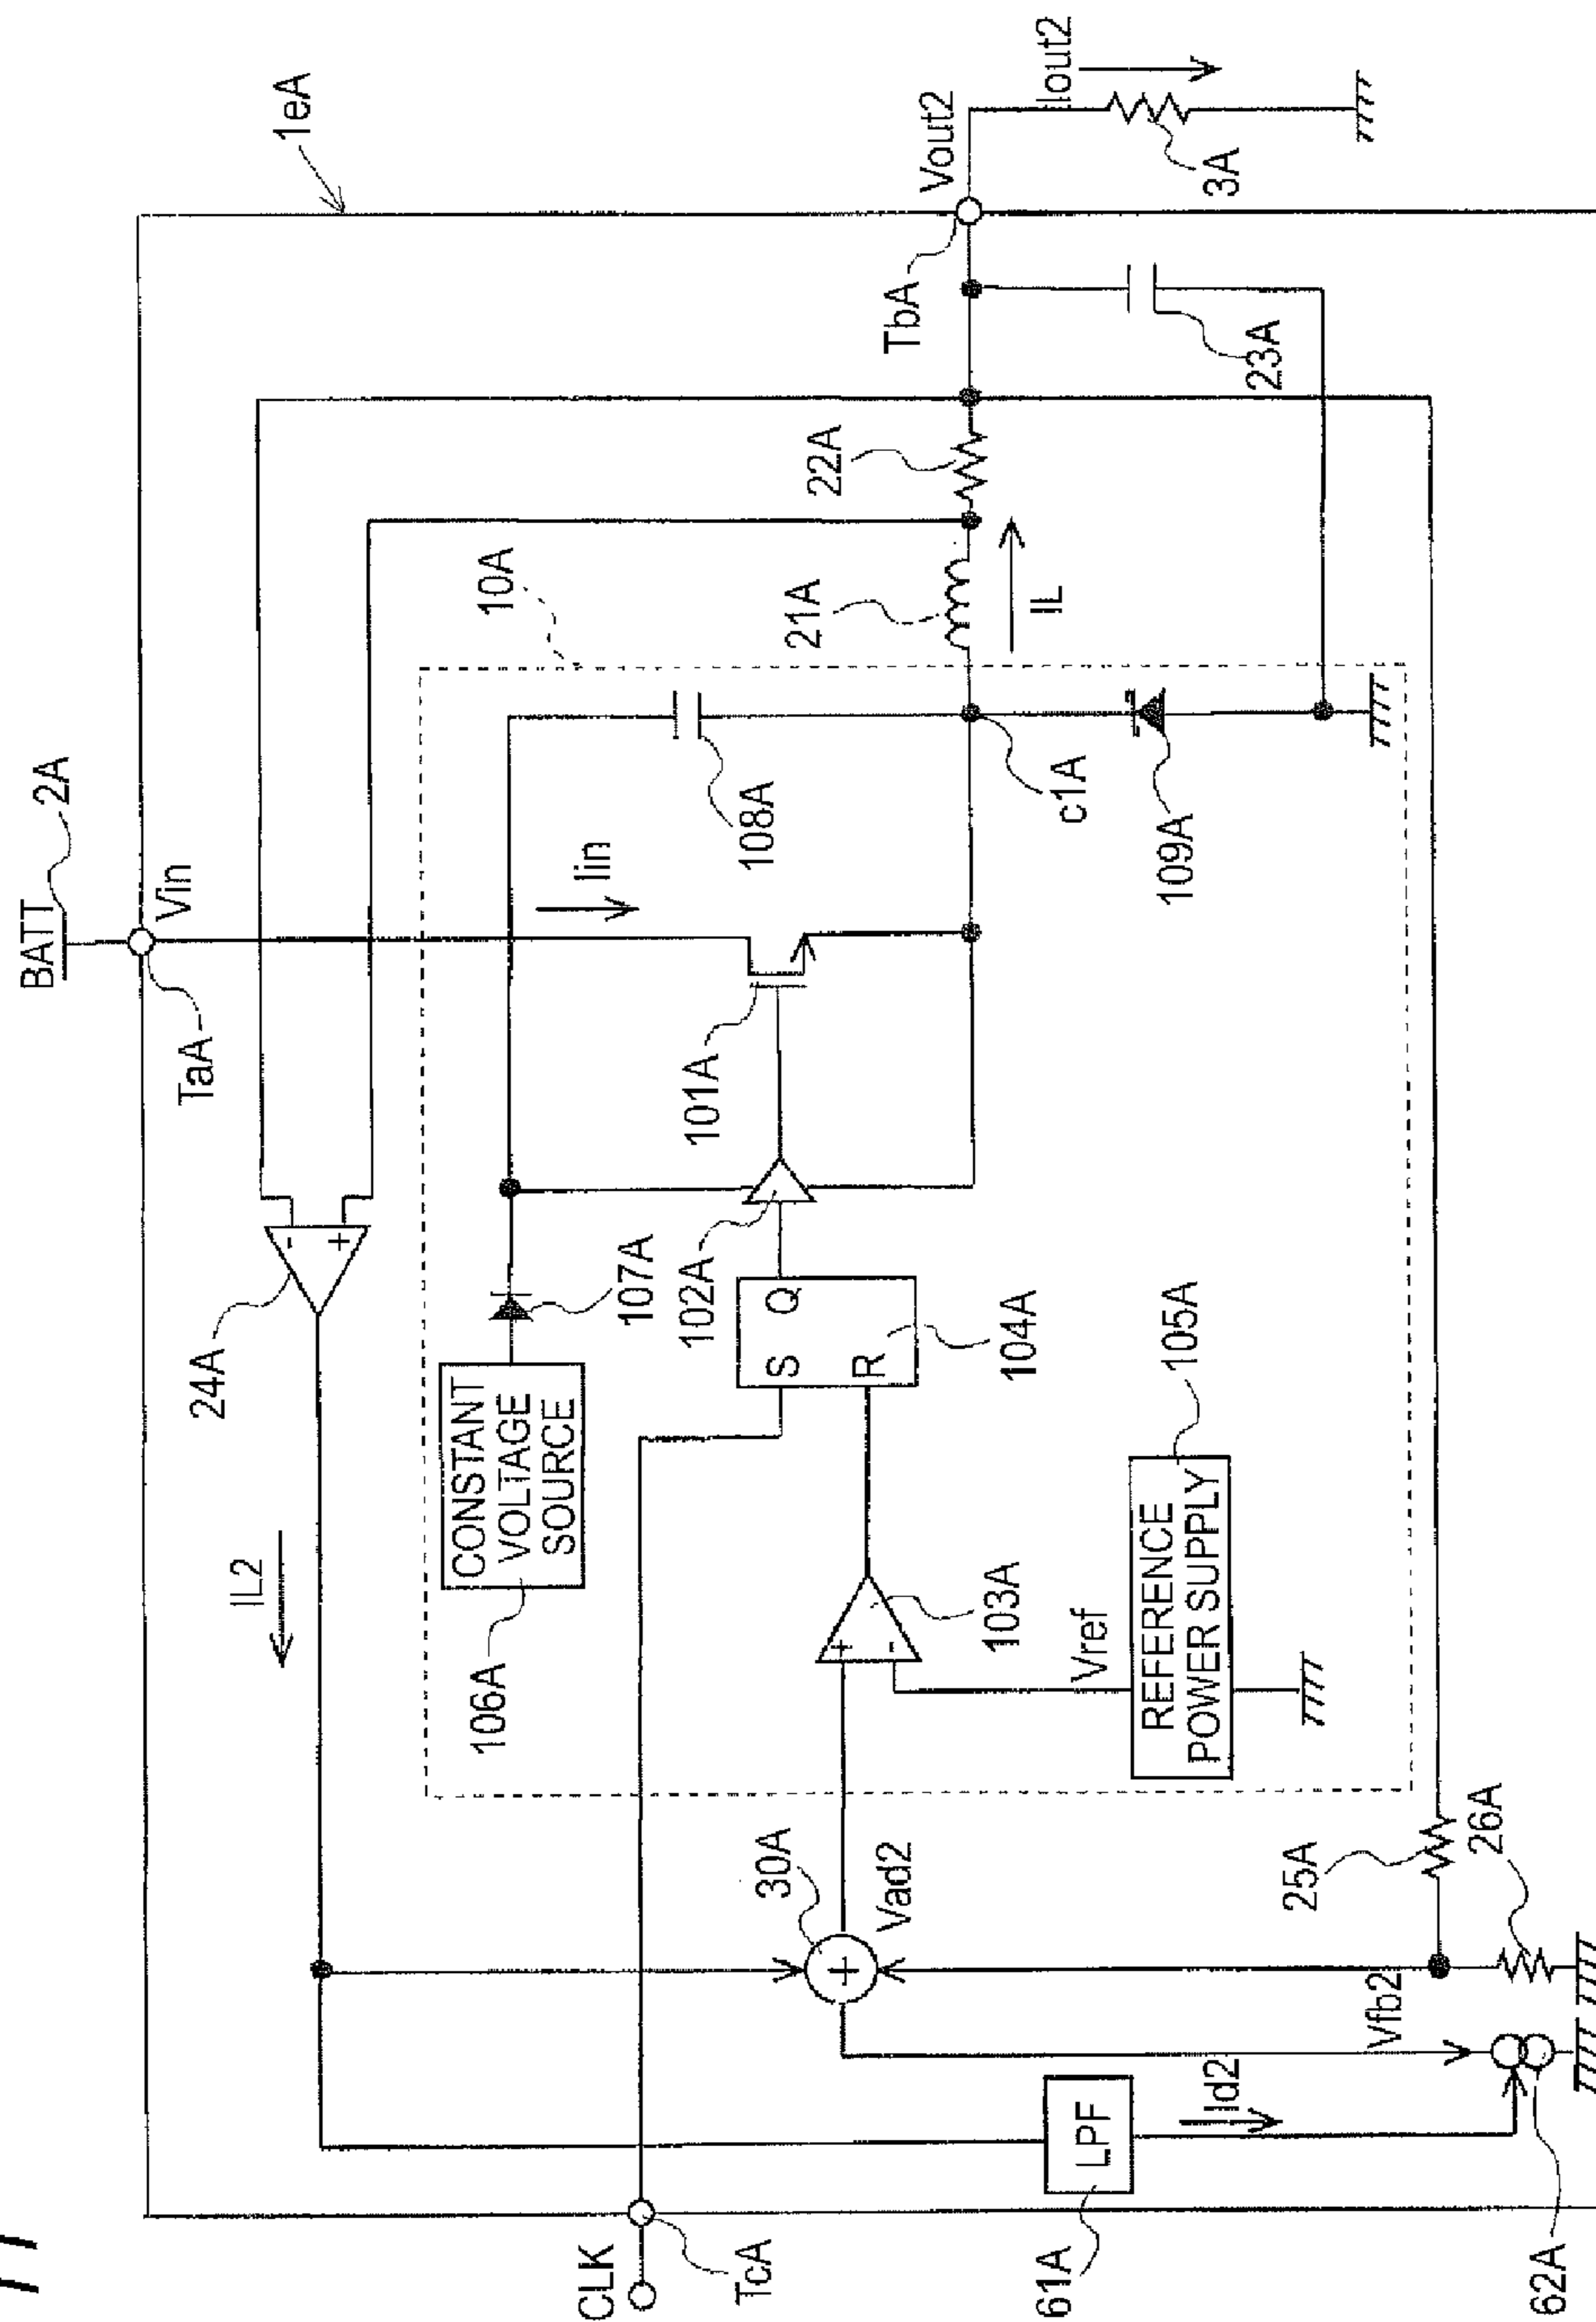 BATT
2A
Vin
TaA
1eA
24A
IL2
10A
Iin
CONSTANT
VOLTAGE
SOURCE
106A
107A
102A
101A
108A
S
Q
R
104A
103A
Vref
REFERENCE
POWER SUPPLY
105A
c1A
109A
21A
IL
22A
TbA
Vout2
23A
Iout2
3A
CLK
TcA
30A
Vad2
25A
26A
Vfb2
LPF
Id2
61A
62A